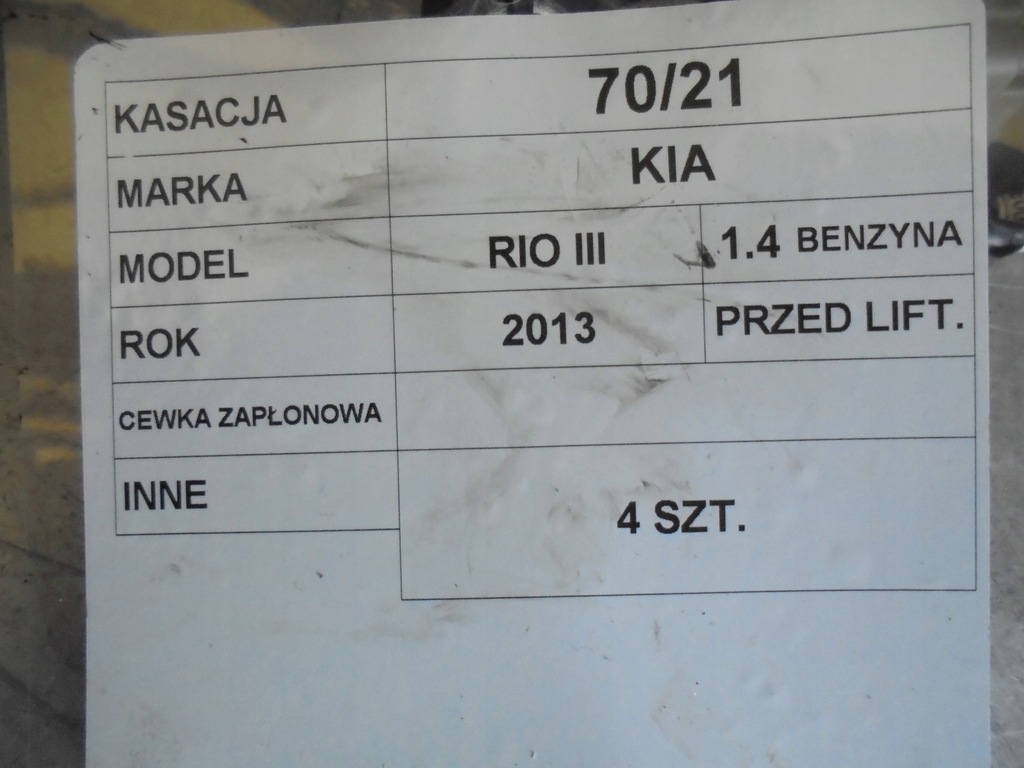 KASACJA 70/21
MARKA KIA
MODEL RIO III 1.4 BENZYNA
ROK 2013 PRZED LIFT.
CEWKA ZAPŁONOWA
INNE 4 SZT.